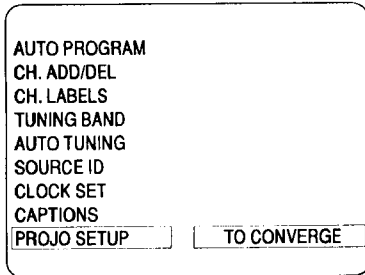 AUTO PROGRAM
CH. ADD/DEL
CH. LABELS
TUNING BAND
AUTO TUNING
SOURCE ID
CLOCK SET
CAPTIONS
PROJO SETUP TO CONVERGE